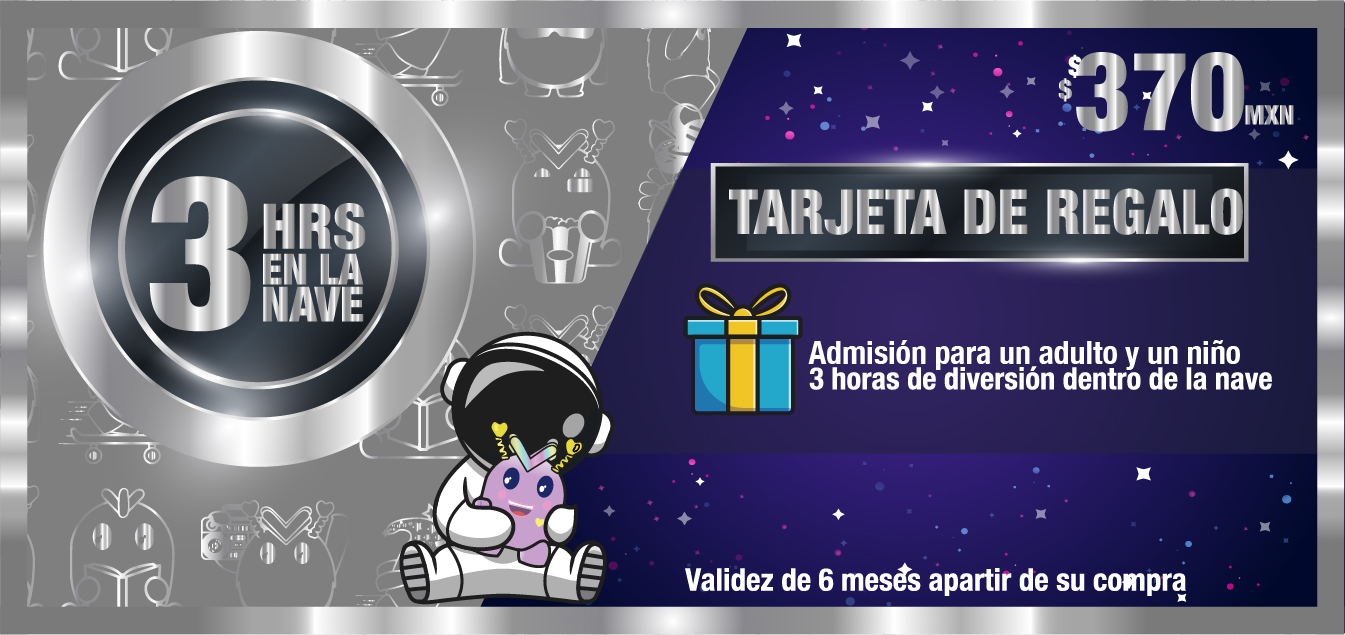 3 HRS
EN LA
NAVE
$370 MXN
TARJETA DE REGALO
Admisión para un adulto y un niño
3 horas de diversión dentro de la nave
Validez de 6 meses apartir de su compra